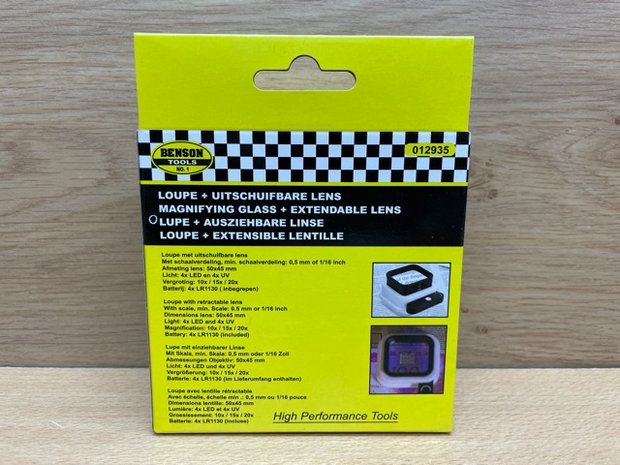 BENSON
TOOLS
NO. 1
012935
LOUPE + UITSCHUIFBARE LENS
MAGNIFYING GLASS + EXTENDABLE LENS
LUPE + AUSZIEHBARE LINSE
LOUPE + EXTENSIBLE LENTILLE
Loupe met uitschuifbare lens
Met schaalverdeling, min. schaalverdeling: 0,5 mm of 1/16 inch
Afmeting lens: 50x45 mm
Licht: 4x LED en 4x UV
Vergroting: 10x / 15x / 20x
Batterij: 4x LR1130 ( inbegrepen)
Loupe with retractable lens
With scale, min. Scale: 0.5 mm or 1/16 inch
Dimensions lens: 50x45 mm
Light: 4x LED and 4x UV
Magnification: 10x / 15x / 20x
Battery: 4x LR1130 (included)
Lupe mit einziehbarer Linse
Mit Skala, min. Skala: 0,5 mm oder 1/16 Zoll
Abmessungen Objektiv: 50x45 mm
Licht: 4x LED und 4x UV
Vergrößerung: 10x / 15x / 20x
Batterie: 4x LR1130 (im Lieferumfang enthalten)
Loupe avec lentille rétractable
Avec échelle, échelle min .: 0,5 mm ou 1/16 pouce
Dimensions lentille: 50x45 mm
Lumière: 4x LED et 4x UV
Grossissement: 10x / 15x / 20x
Batterie: 4x LR1130 (incluse)
High Performance Tools